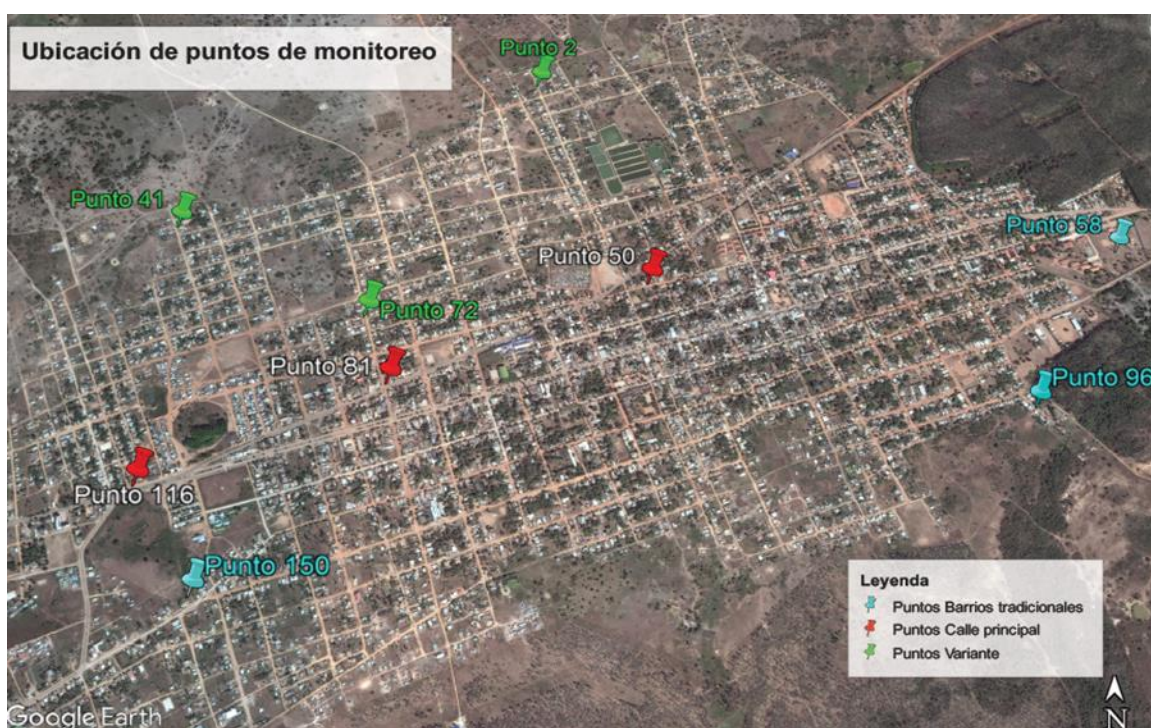 Ubicación de puntos de monitoreo
Punto 2
Punto 41
Punto 58
Punto 50
Punto 72
Punto 81
Punto 96
Punto 116
Punto 150
Leyenda
Puntos Barrios tradicionales
Puntos Calle principal
Puntos Variante
Google Earth
N